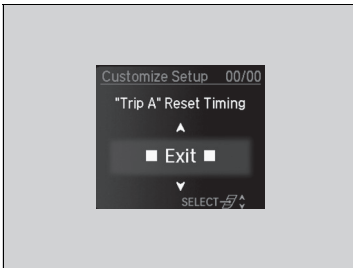 Customize Setup 00/00
"Trip A" Reset Timing
Exit
SELECT